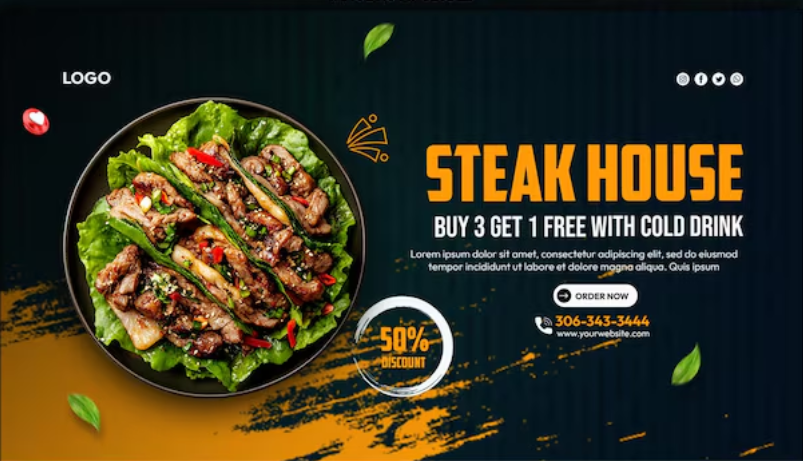 LOGO
STEAK HOUSE
BUY 3 GET 1 FREE WITH COLD DRINK
Lorem ipsum dolor sit amet, consectetur adipiscing elit, sed do eiusmod
tempor incididunt ut labore et dolore magna aliqua. Quis ipsum
ORDER NOW
306-343-3444
www.yourwebsite.com
50%
DISCOUNT